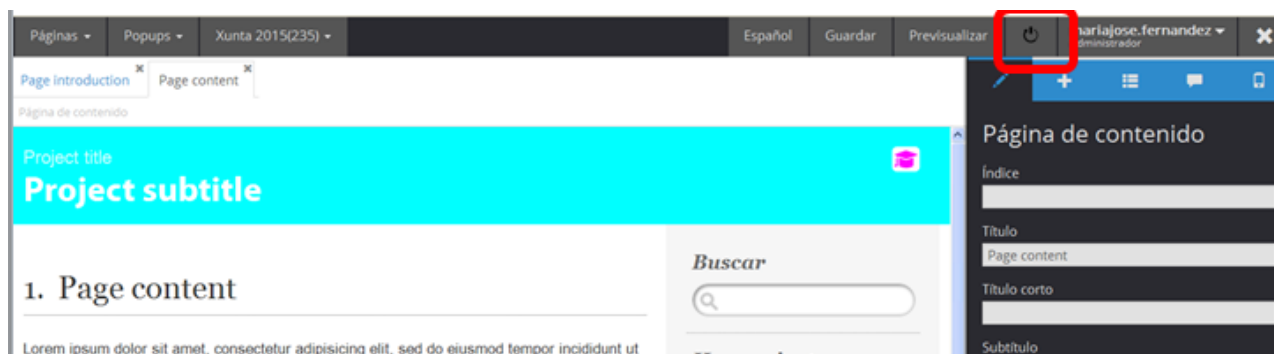 Páginas Popups Xunta 2015(235) Español Guardar Previsualizar mariajose.fernandez
administrador
Page introduction Page content
Página de contenido
Project title
Project subtitle
1. Page content
Lorem ipsum dolor sit amet, consectetur adipisicing elit, sed do eiusmod tempor incididunt ut
Buscar
Página de contenido
Índice
Título
Page content
Título corto
Subtítulo